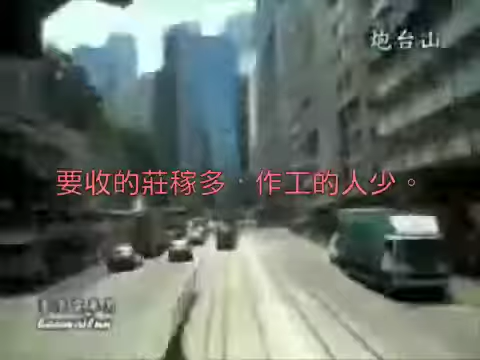 炮台山
要收的莊稼多,作工的人少。